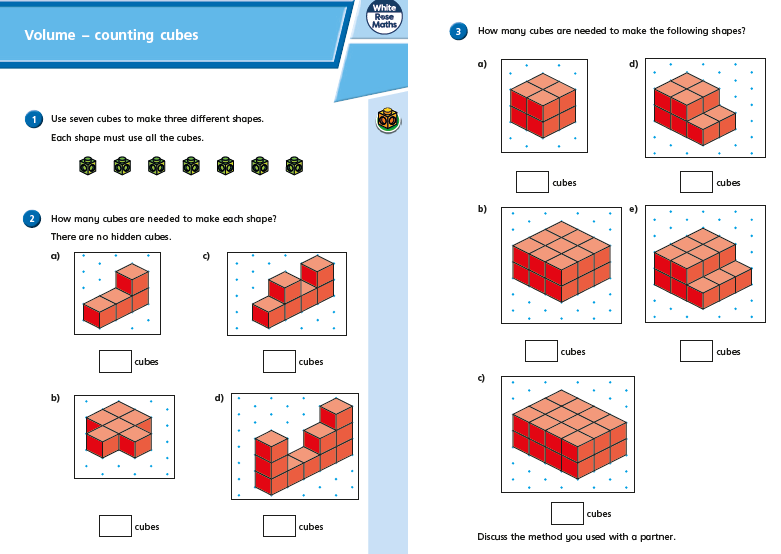 Volume – counting cubes
White
Rose
Maths
1 Use seven cubes to make three different shapes.
Each shape must use all the cubes.
2 How many cubes are needed to make each shape?
There are no hidden cubes.
a)
c)
cubes
cubes
b)
d)
cubes
cubes
3 How many cubes are needed to make the following shapes?
a)
d)
cubes
cubes
b)
e)
cubes
cubes
c)
cubes
Discuss the method you used with a partner.